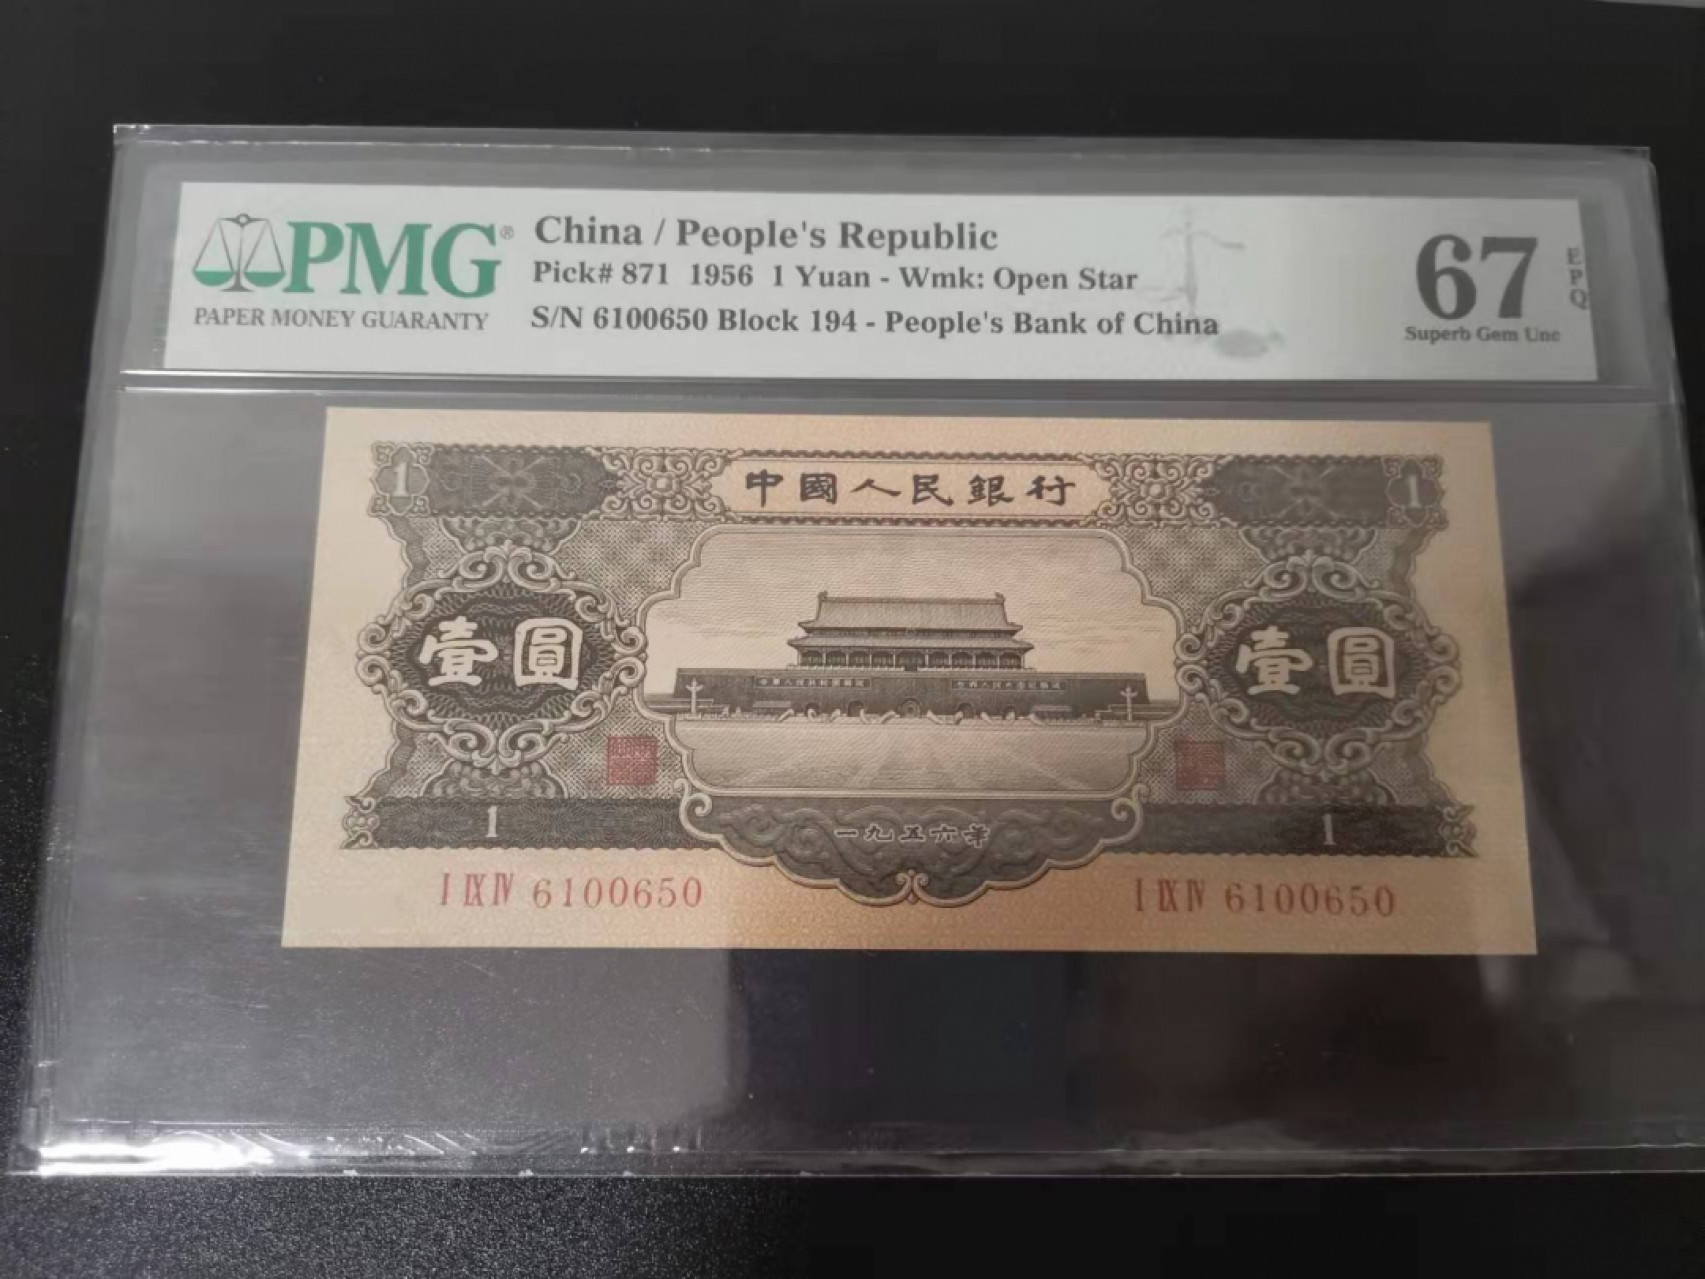 PMG®
PAPER MONEY GUARANTY
China / People's Republic
Pick# 871 1956 1 Yuan - Wmk: Open Star
S/N 6100650 Block 194 - People's Bank of China
67
EPQ
Superb Gem Unc
1
中國人民銀行
1
壹圓
壹圓
1
一九五六年
1
I IX IV 6100650
I IX IV 6100650